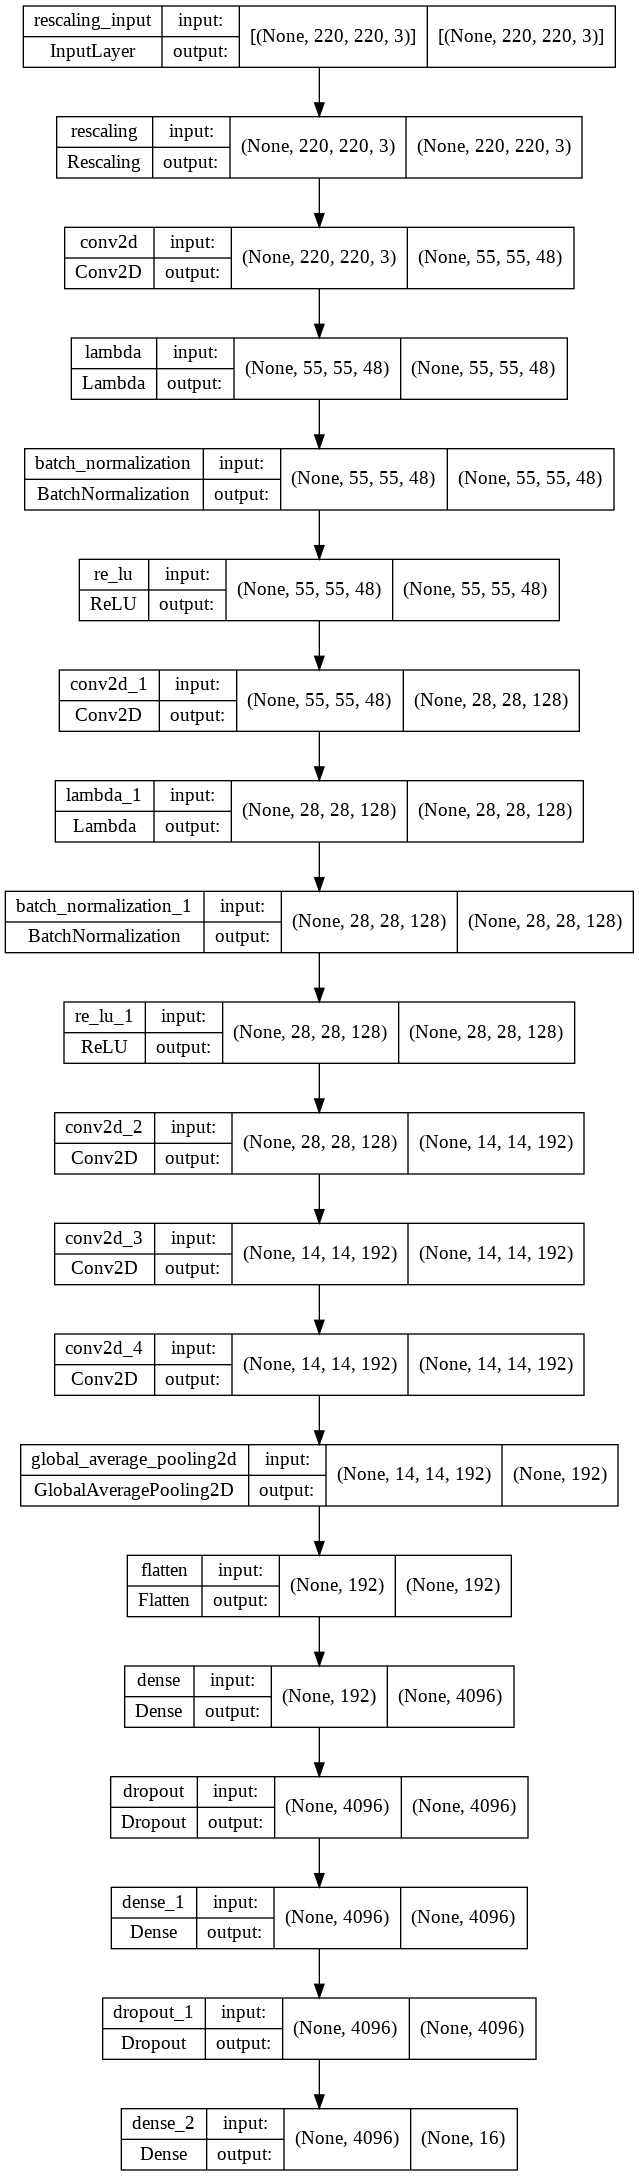 rescaling_input input: [(None, 220, 220, 3)] [(None, 220, 220, 3)]
InputLayer output:
rescaling input: (None, 220, 220, 3) (None, 220, 220, 3)
Rescaling output:
conv2d input: (None, 220, 220, 3) (None, 55, 55, 48)
Conv2D output:
lambda input: (None, 55, 55, 48) (None, 55, 55, 48)
Lambda output:
batch_normalization input: (None, 55, 55, 48) (None, 55, 55, 48)
BatchNormalization output:
re_lu input: (None, 55, 55, 48) (None, 55, 55, 48)
ReLU output:
conv2d_1 input: (None, 55, 55, 48) (None, 28, 28, 128)
Conv2D output:
lambda_1 input: (None, 28, 28, 128) (None, 28, 28, 128)
Lambda output:
batch_normalization_1 input: (None, 28, 28, 128) (None, 28, 28, 128)
BatchNormalization output:
re_lu_1 input: (None, 28, 28, 128) (None, 28, 28, 128)
ReLU output:
conv2d_2 input: (None, 28, 28, 128) (None, 14, 14, 192)
Conv2D output:
conv2d_3 input: (None, 14, 14, 192) (None, 14, 14, 192)
Conv2D output:
conv2d_4 input: (None, 14, 14, 192) (None, 14, 14, 192)
Conv2D output:
global_average_pooling2d input: (None, 14, 14, 192) (None, 192)
GlobalAveragePooling2D output:
flatten input: (None, 192) (None, 192)
Flatten output:
dense input: (None, 192) (None, 4096)
Dense output:
dropout input: (None, 4096) (None, 4096)
Dropout output:
dense_1 input: (None, 4096) (None, 4096)
Dense output:
dropout_1 input: (None, 4096) (None, 4096)
Dropout output:
dense_2 input: (None, 4096) (None, 16)
Dense output: